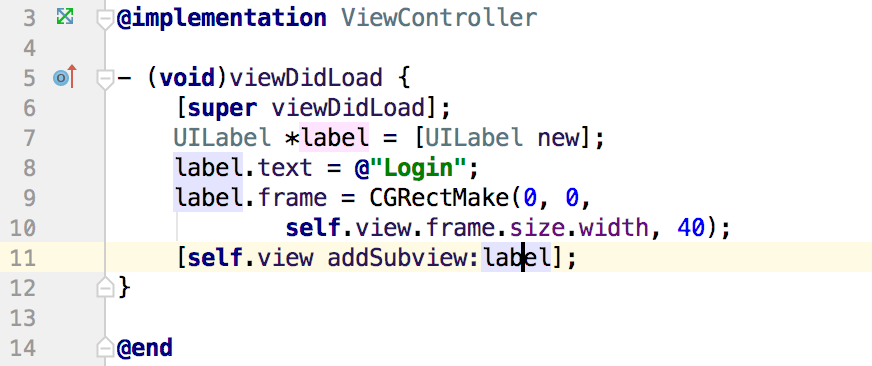 3 @implementation ViewController
4
5 - (void)viewDidLoad {
6 [super viewDidLoad];
7 UILabel *label = [UILabel new];
8 label.text = @"Login";
9 label.frame = CGRectMake(0, 0,
10 self.view.frame.size.width, 40);
11 [self.view addSubview:label];
12 }
13
14 @end